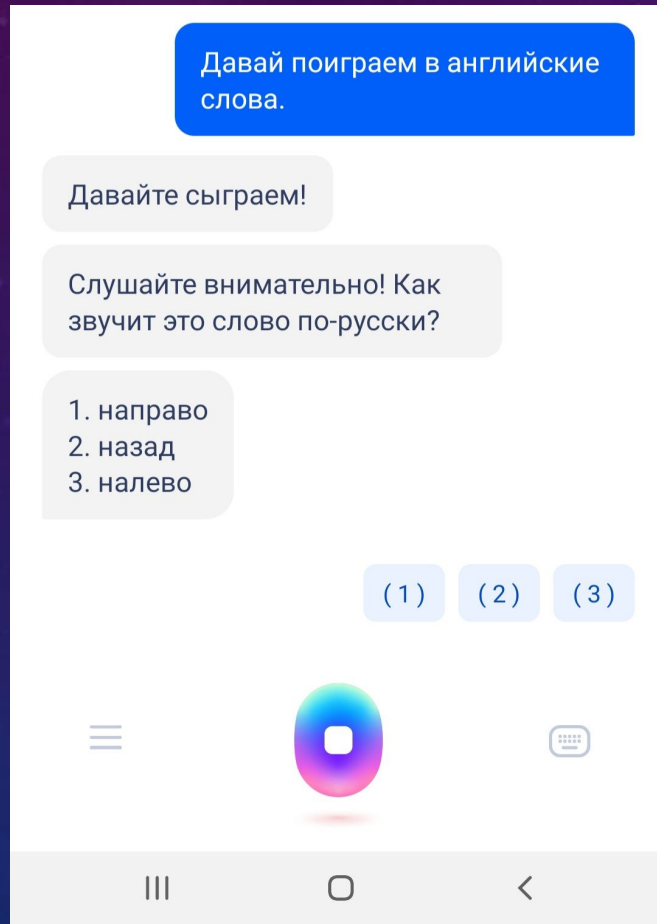 Давай поиграем в английские
слова.
Давайте сыграем!
Слушайте внимательно! Как
звучит это слово по-русски?
1. направо
2. назад
3. налево
( 1 ) ( 2 ) ( 3 )